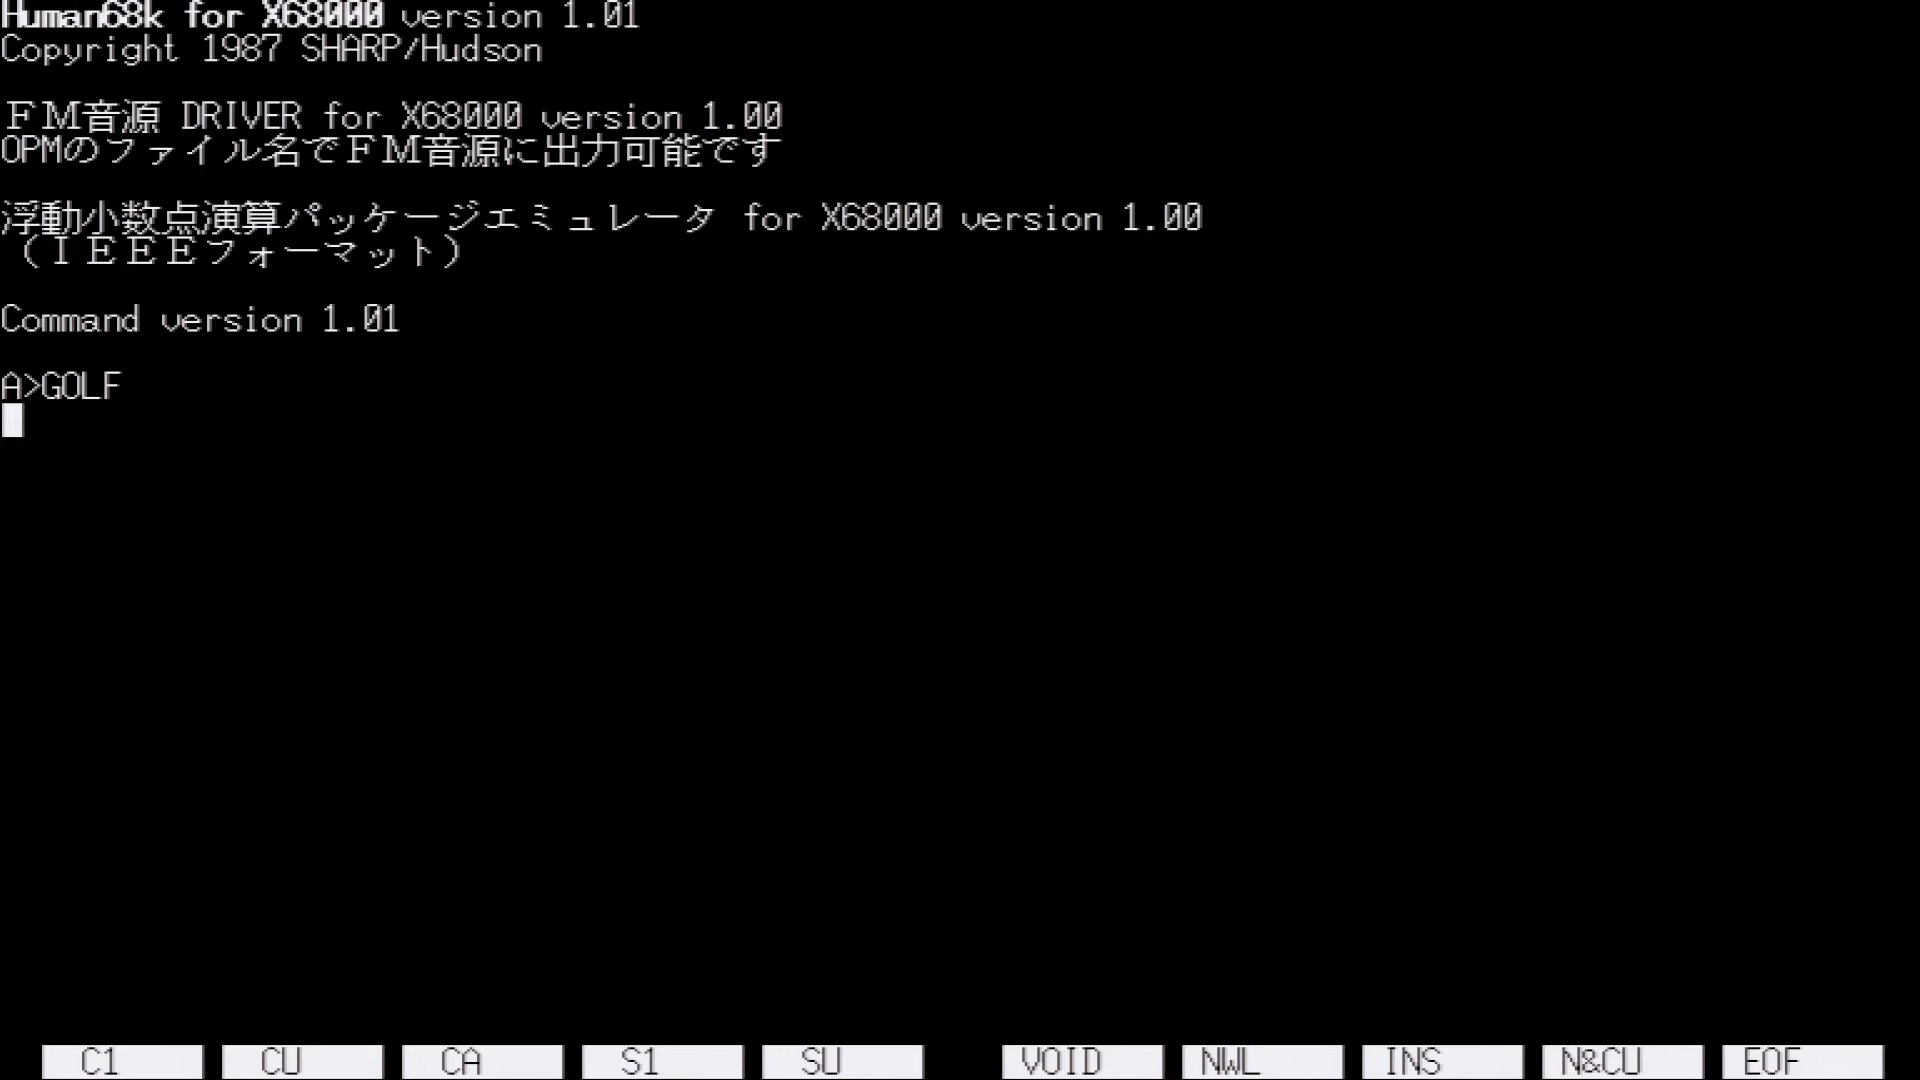 Human68k for X68000 version 1.01
Copyright 1987 SHARP/Hudson
ＦＭ音源 DRIVER for X68000 version 1.00
OPMのファイル名でＦＭ音源に出力可能です
浮動小数点演算パッケージエミュレータ for X68000 version 1.00
（ＩＥＥＥフォーマット）
Command version 1.01
A>GOLF
C1 CU CA S1 SU VOID NWL INS N&CU EOF